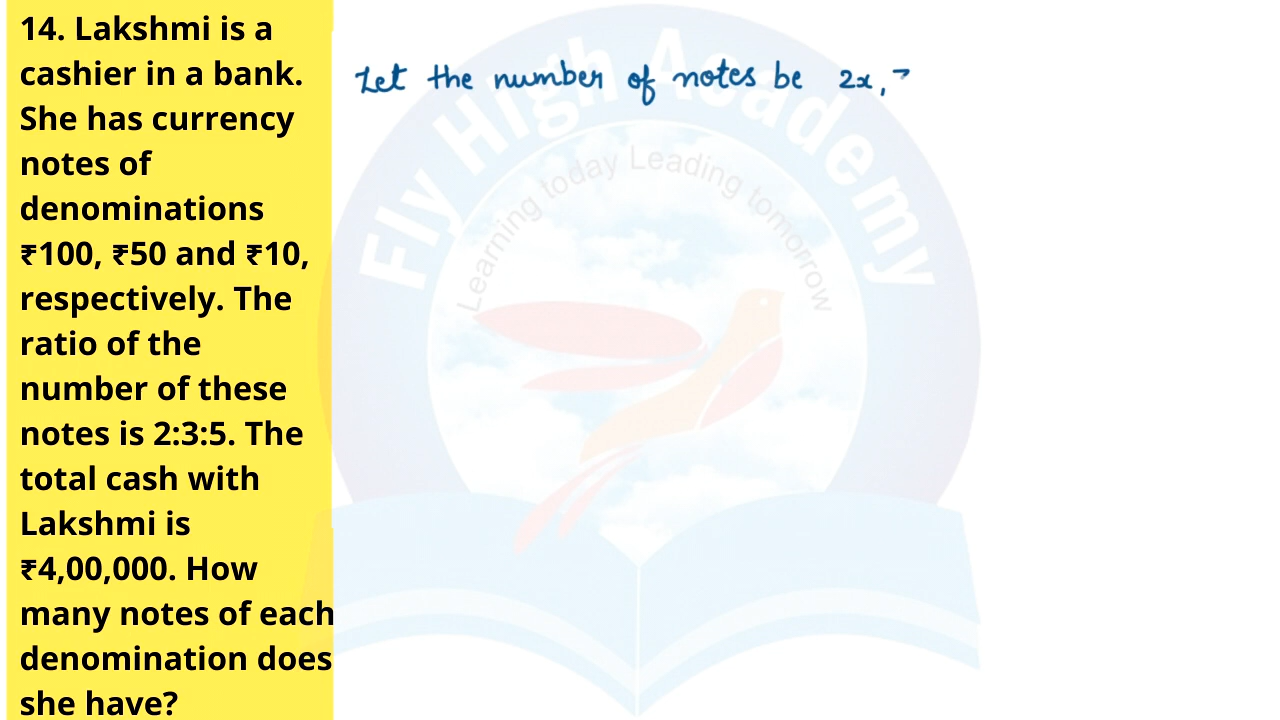 14. Lakshmi is a
cashier in a bank.
She has currency
notes of
denominations
₹100, ₹50 and ₹10,
respectively. The
ratio of the
number of these
notes is 2:3:5. The
total cash with
Lakshmi is
₹4,00,000. How
many notes of each
denomination does
she have?
Let the number of notes be 2x,
Fly High Academy
Learning today Leading tomorrow